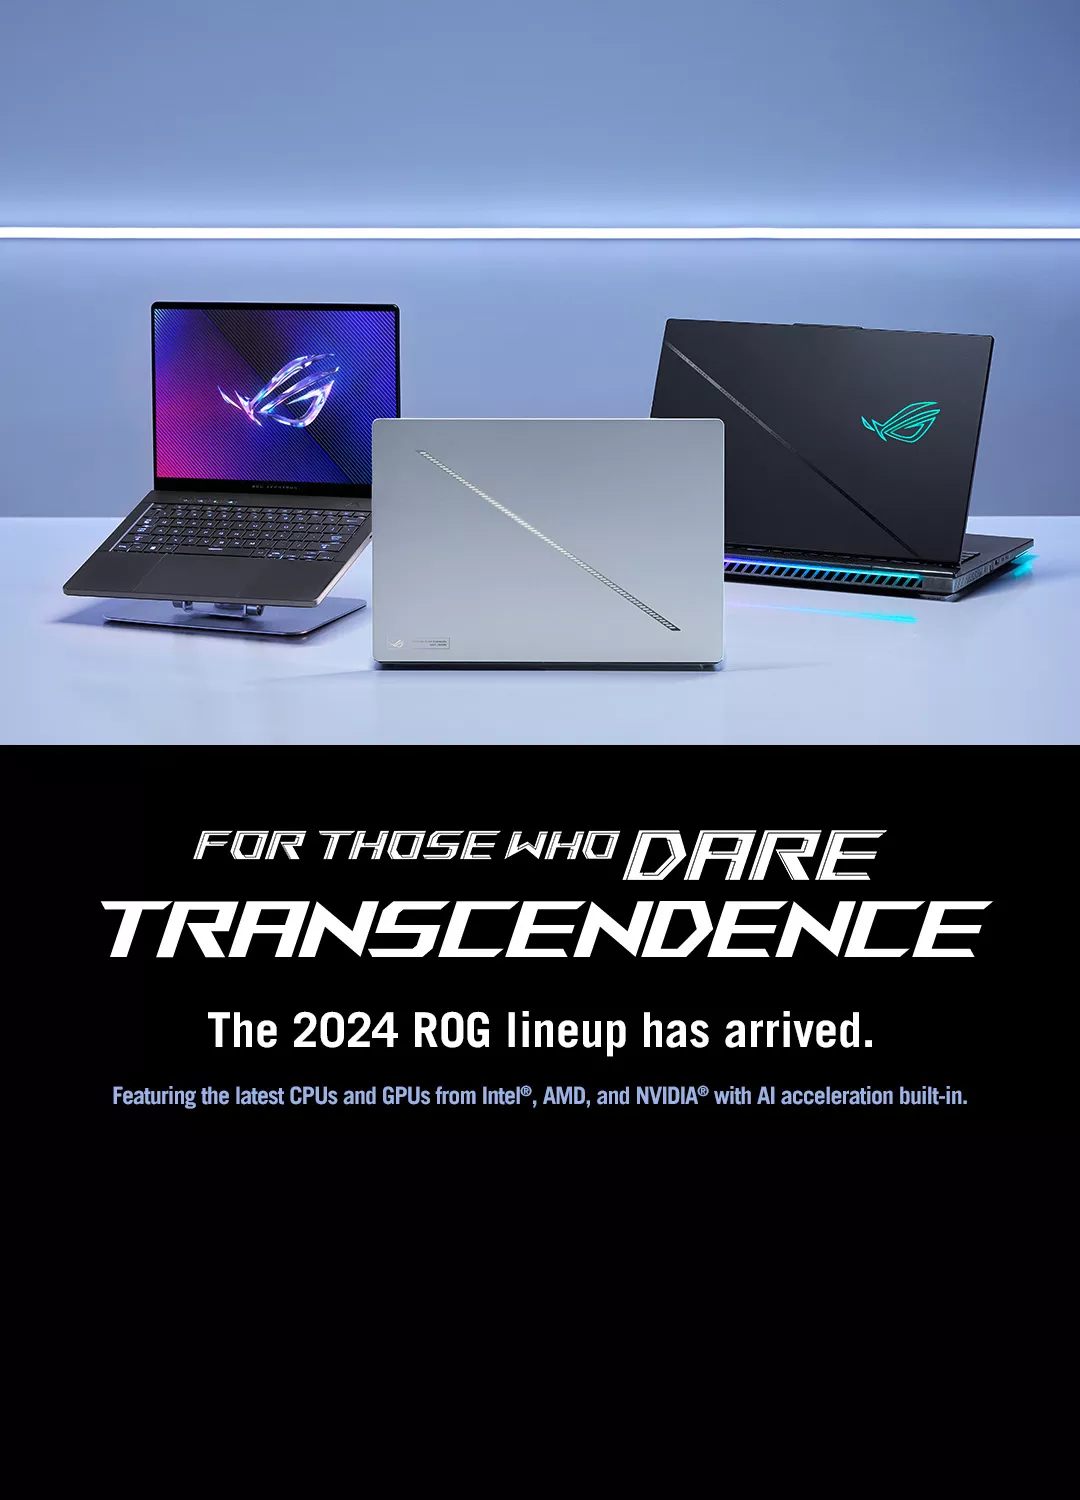 FOR THOSE WHO DARE
TRANSCENDENCE
The 2024 ROG lineup has arrived.
Featuring the latest CPUs and GPUs from Intel®, AMD, and NVIDIA® with AI acceleration built-in.